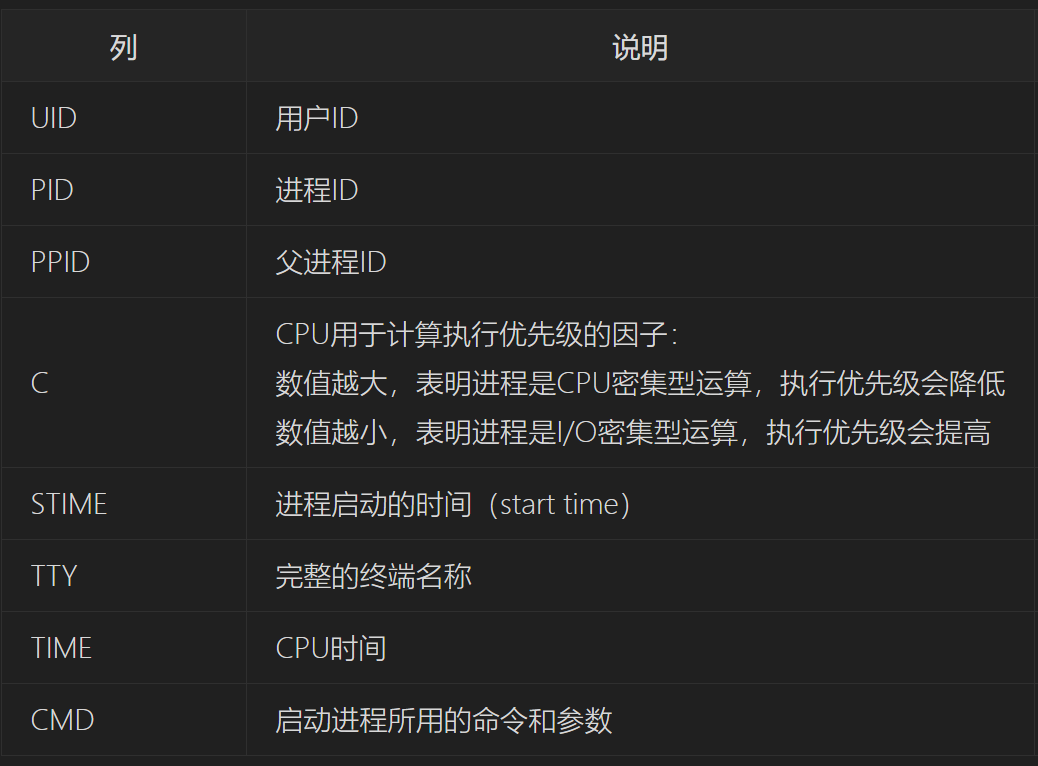 列 说明
UID 用户ID
PID 进程ID
PPID 父进程ID
CPU用于计算执行优先级的因子：
C 数值越大，表明进程是CPU密集型运算，执行优先级会降低
数值越小，表明进程是I/O密集型运算，执行优先级会提高
STIME 进程启动的时间（start time）
TTY 完整的终端名称
TIME CPU时间
CMD 启动进程所用的命令和参数